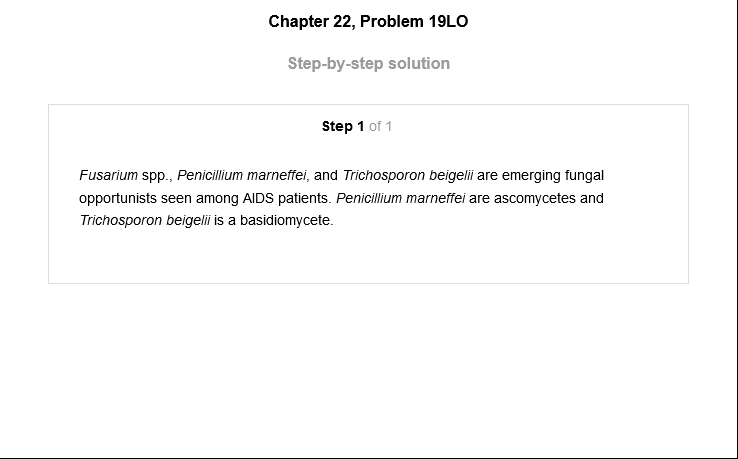 Chapter 22, Problem 19LO
Step-by-step solution
Step 1 of 1
Fusarium spp., Penicillium marneffei, and Trichosporon beigelii are emerging fungal
opportunists seen among AIDS patients. Penicillium marneffei are ascomycetes and
Trichosporon beigelii is a basidiomycete.